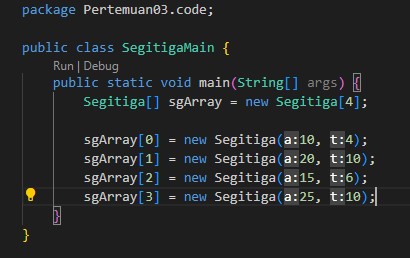 package Pertemuan03.code;
public class SegitigaMain {
Run | Debug
public static void main(String[] args) {
Segitiga[] sgArray = new Segitiga[4];
sgArray[0] = new Segitiga(a:10, t:4);
sgArray[1] = new Segitiga(a:20, t:10);
sgArray[2] = new Segitiga(a:15, t:6);
sgArray[3] = new Segitiga(a:25, t:10);
}
}